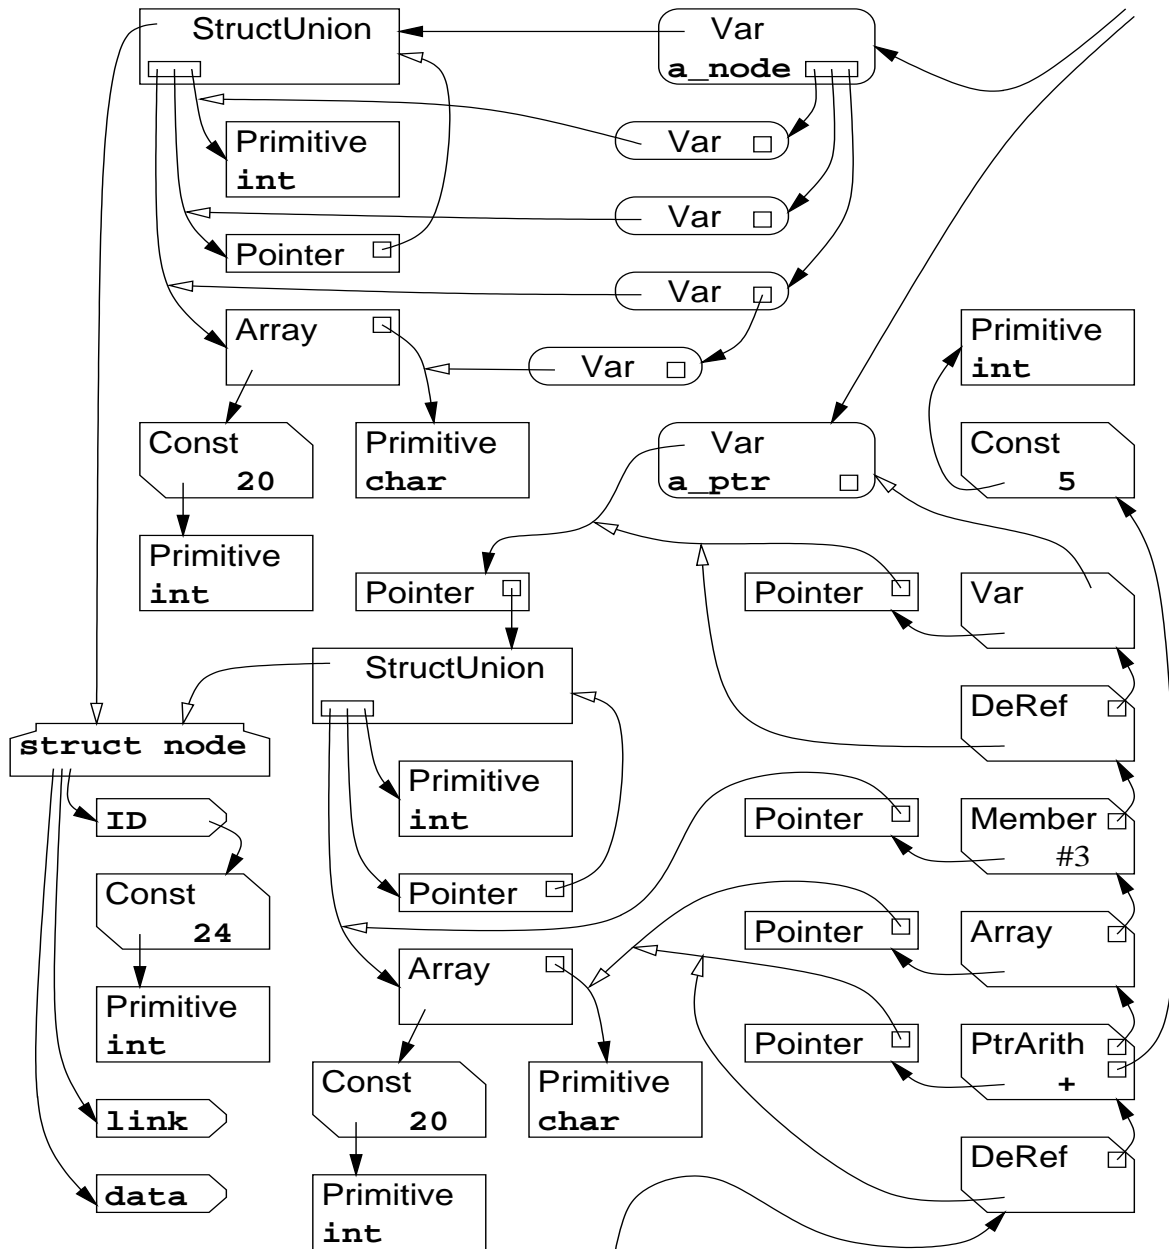 StructUnion
Var
a_node
Primitive
int
Var
Var
Pointer
Var
Array
Var
Primitive
int
Const
20
Primitive
char
Var
a_ptr
Const
5
Primitive
int
Pointer
Pointer
Var
StructUnion
DeRef
struct node
Primitive
int
ID
Pointer
Member
#3
Const
24
Pointer
Pointer
Array
Array
Primitive
int
Pointer
PtrArith
+
Const
20
Primitive
char
link
DeRef
data
Primitive
int